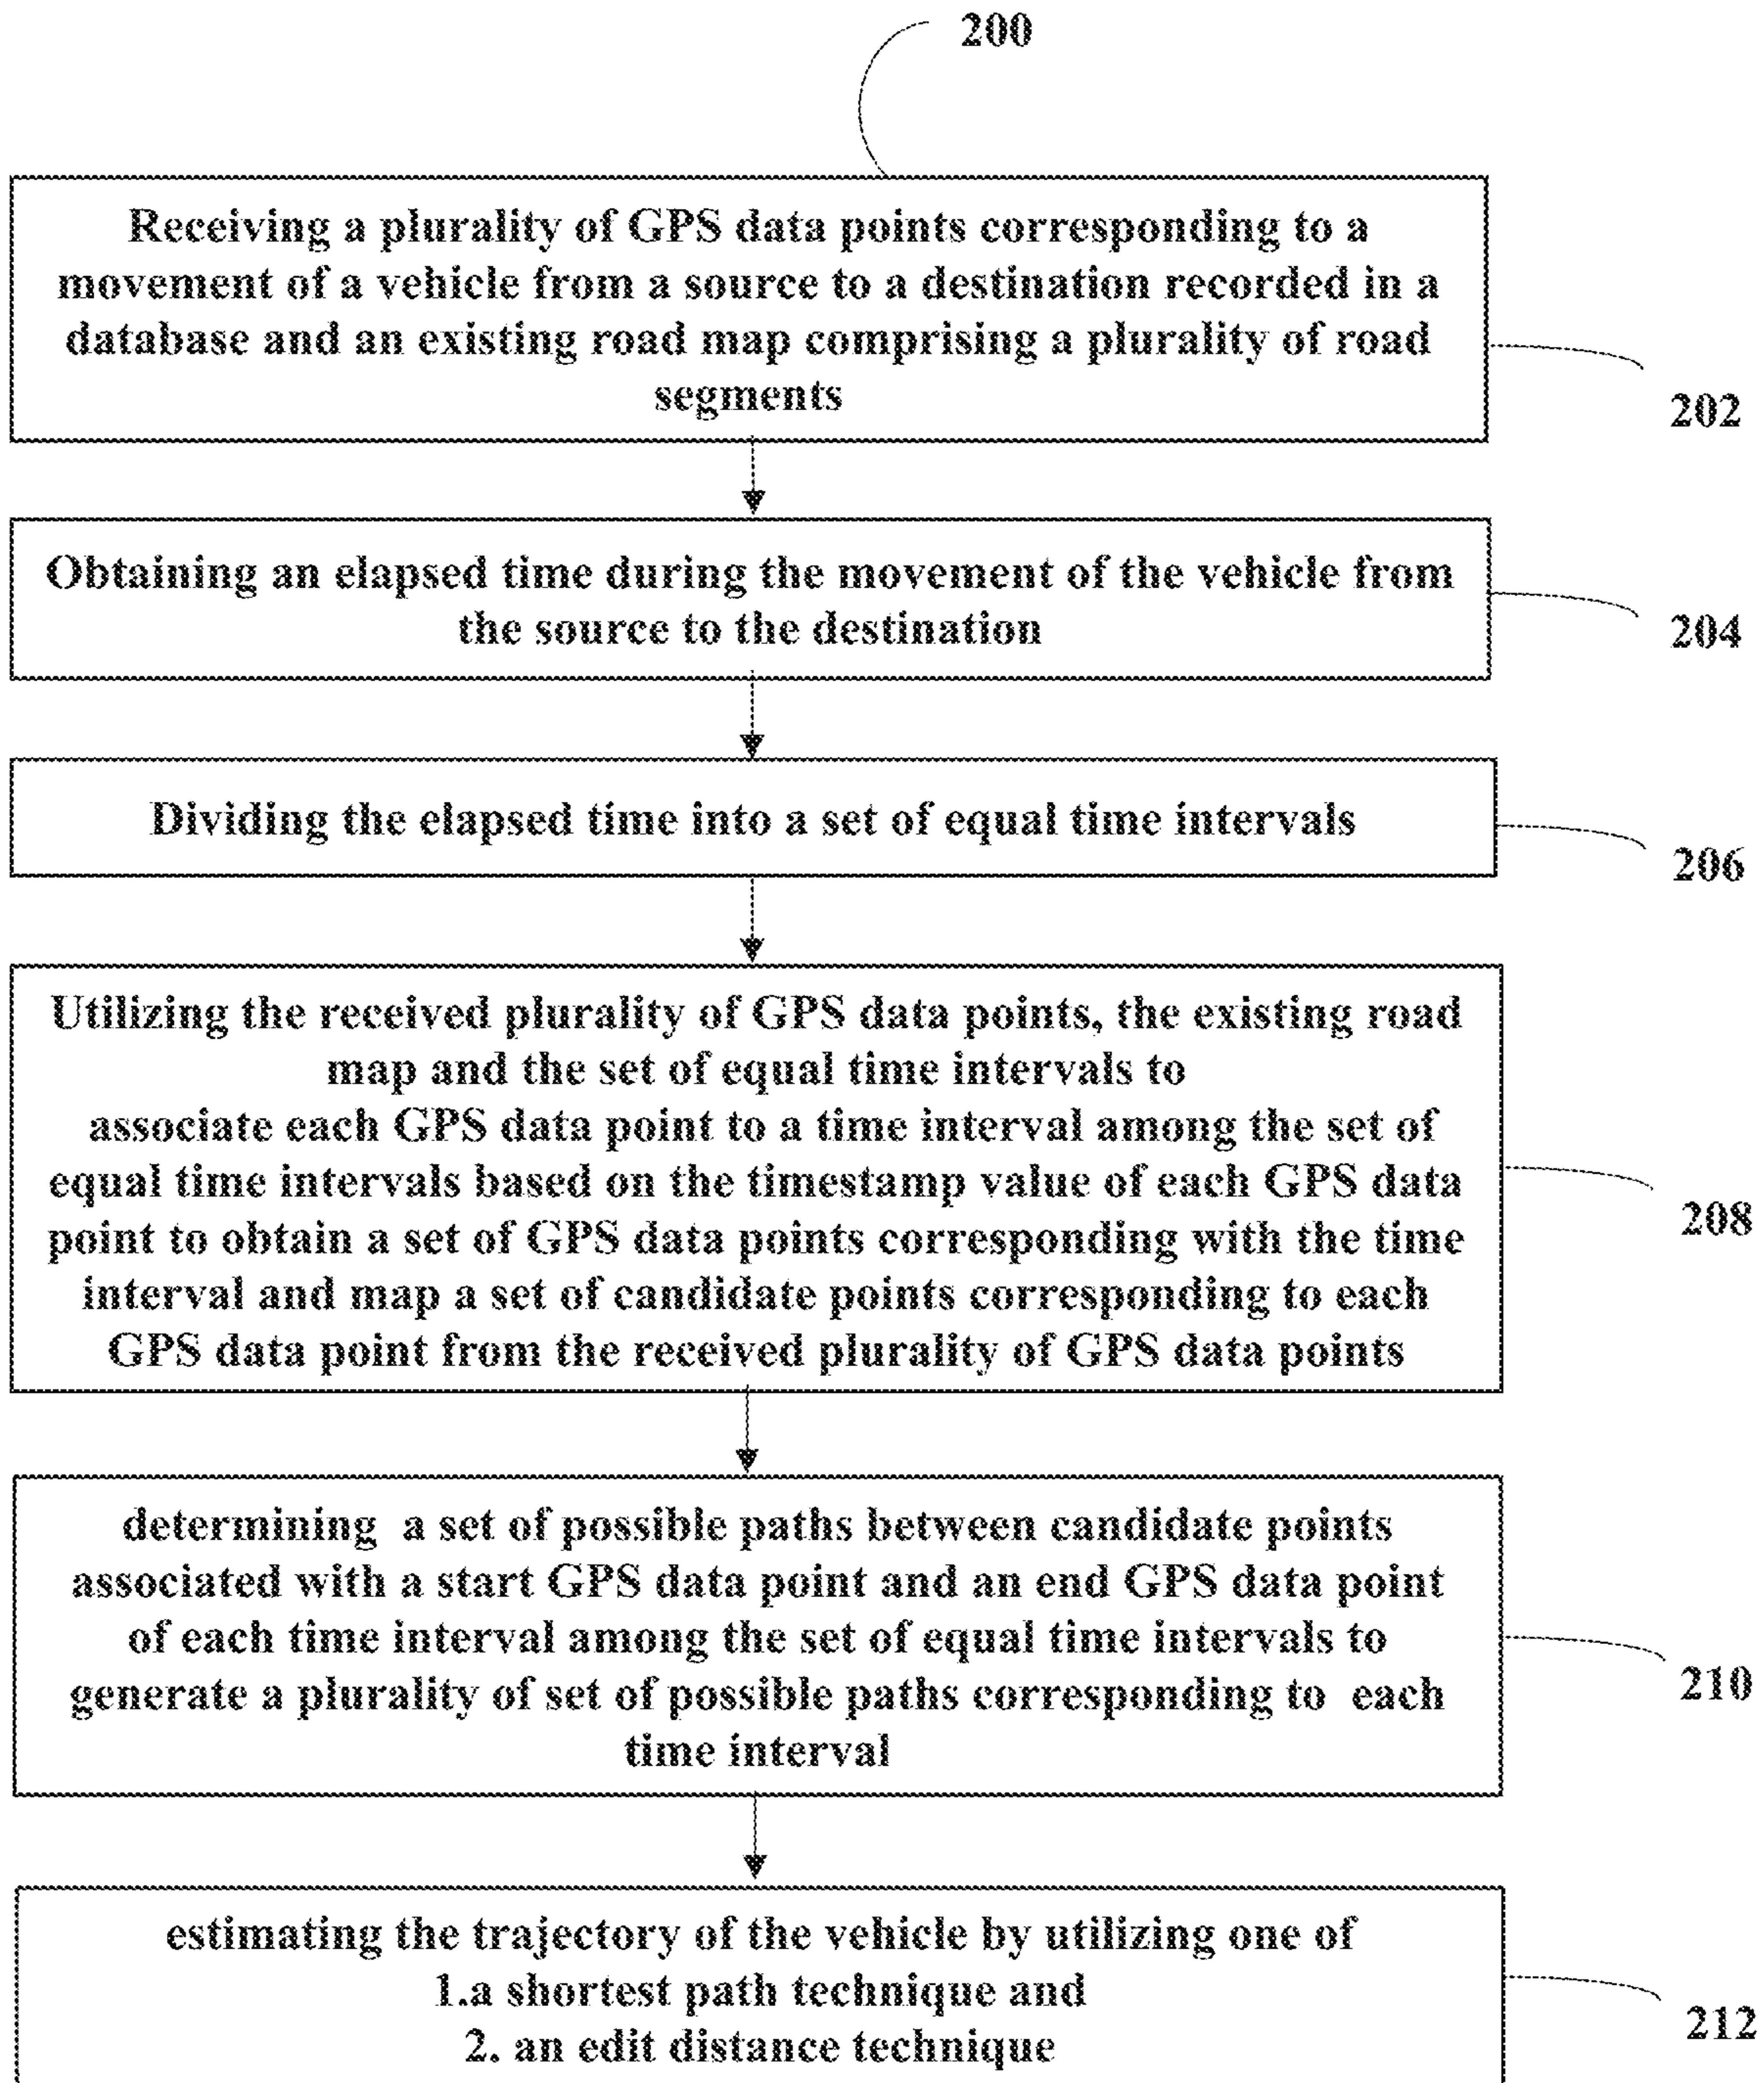 200
Receiving a plurality of GPS data points corresponding to a
movement of a vehicle from a source to a destination recorded in a
database and an existing road map comprising a plurality of road
segments
202
Obtaining an elapsed time during the movement of the vehicle from
the source to the destination
204
Dividing the elapsed time into a set of equal time intervals
206
Utilizing the received plurality of GPS data points, the existing road
map and the set of equal time intervals to
associate each GPS data point to a time interval among the set of
equal time intervals based on the timestamp value of each GPS data
point to obtain a set of GPS data points corresponding with the time
interval and map a set of candidate points corresponding to each
GPS data point from the received plurality of GPS data points
208
determining a set of possible paths between candidate points
associated with a start GPS data point and an end GPS data point
of each time interval among the set of equal time intervals to
generate a plurality of set of possible paths corresponding to each
time interval
210
estimating the trajectory of the vehicle by utilizing one of
1.a shortest path technique and
2. an edit distance technique
212